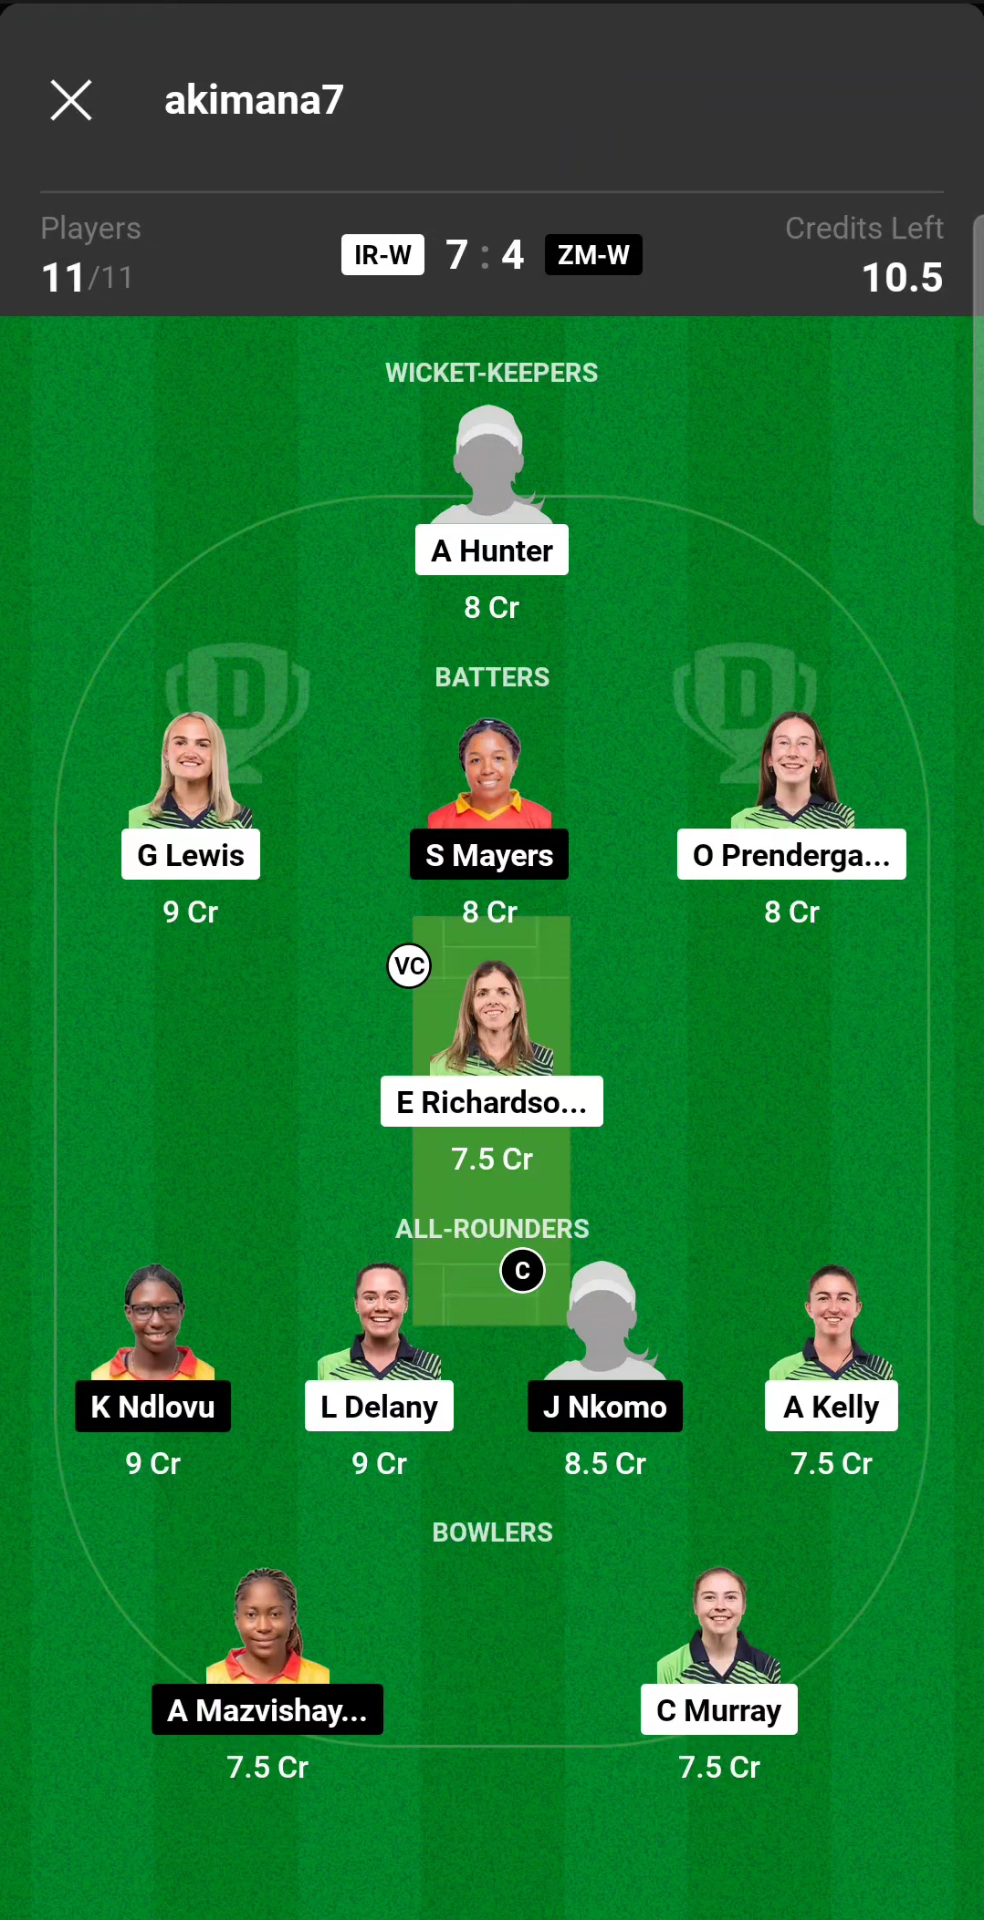 akimana7
Players
Credits Left
11/11
IR-W 7 : 4 ZM-W
10.5
WICKET-KEEPERS
A Hunter
8 Cr
BATTERS
D D
G Lewis S Mayers O Prenderga...
9 Cr 8 Cr 8 Cr
VC
E Richardso...
7.5 Cr
ALL-ROUNDERS
C
K Ndlovu L Delany J Nkomo A Kelly
9 Cr 9 Cr 8.5 Cr 7.5 Cr
BOWLERS
A Mazvishay... C Murray
7.5 Cr 7.5 Cr